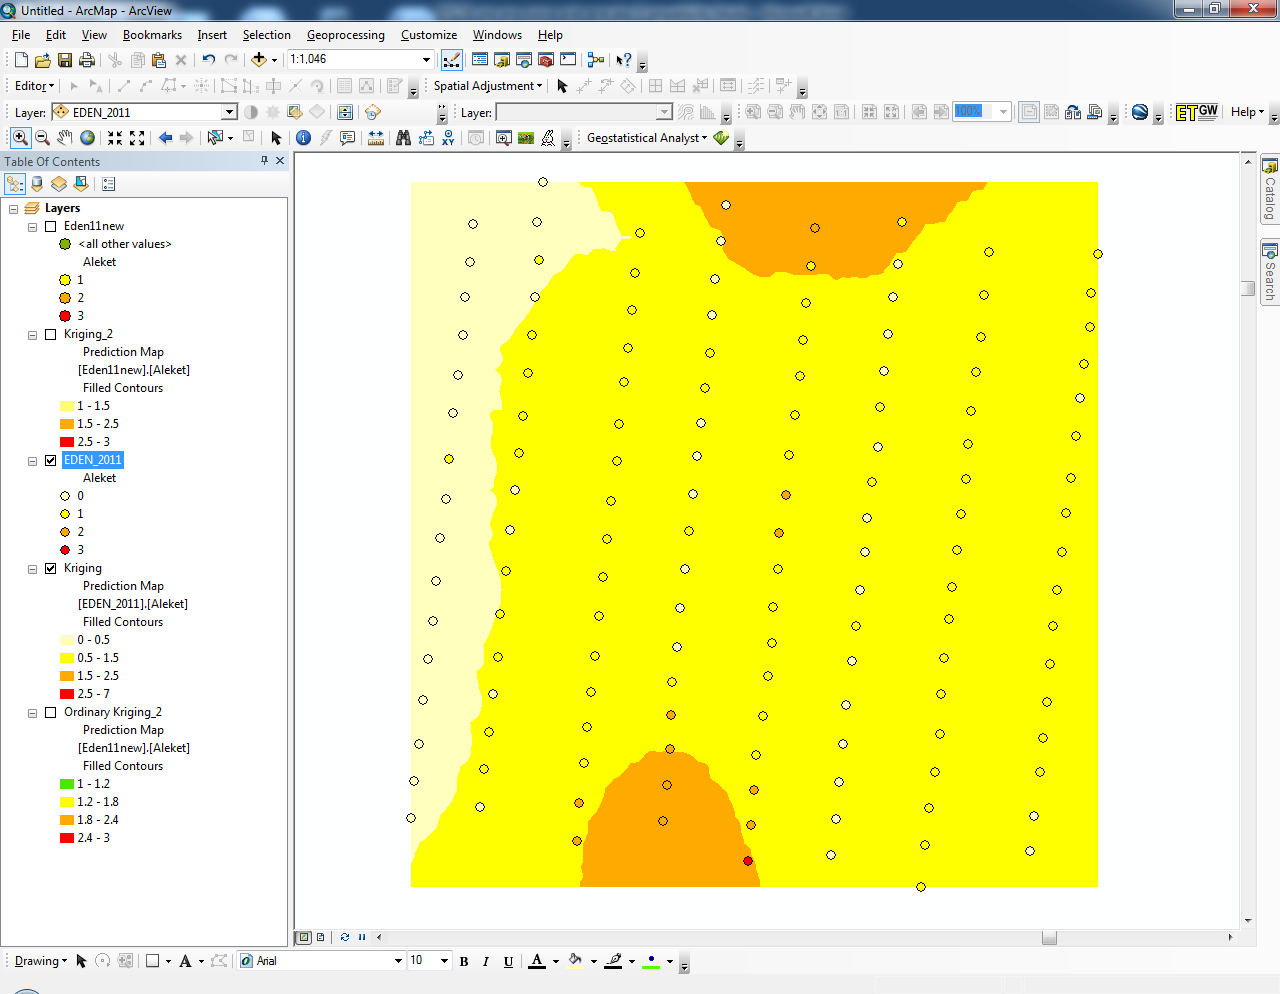 Untitled - ArcMap - ArcView
File Edit View Bookmarks Insert Selection Geoprocessing Customize Windows Help
1:1,046
Editor Spatial Adjustment
Layer: EDEN_2011 Layer: 100% ET GW Help
Geostatistical Analyst
Table Of Contents
Layers
Eden11new
<all other values>
Aleket
1
2
3
Kriging_2
Prediction Map
[Eden11new].[Aleket]
Filled Contours
1 - 1.5
1.5 - 2.5
2.5 - 3
EDEN_2011
Aleket
0
1
2
3
Kriging
Prediction Map
[EDEN_2011].[Aleket]
Filled Contours
0 - 0.5
0.5 - 1.5
1.5 - 2.5
2.5 - 7
Ordinary Kriging_2
Prediction Map
[Eden11new].[Aleket]
Filled Contours
1 - 1.2
1.2 - 1.8
1.8 - 2.4
2.4 - 3
Catalog
Search
Drawing A Arial 10 B I U A